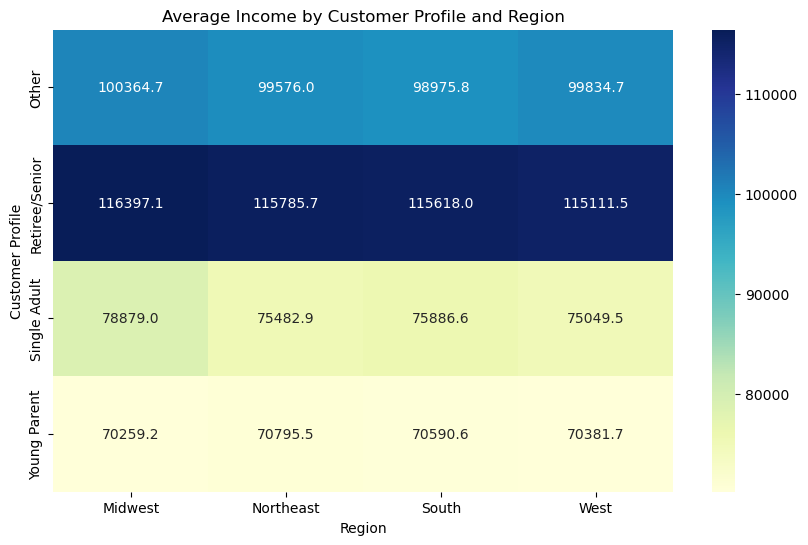 Average Income by Customer Profile and Region
Customer Profile
Other
100364.7 99576.0 98975.8 99834.7
Retiree/Senior
116397.1 115785.7 115618.0 115111.5
Single Adult
78879.0 75482.9 75886.6 75049.5
Young Parent
70259.2 70795.5 70590.6 70381.7
Midwest Northeast South West
Region
110000
100000
90000
80000